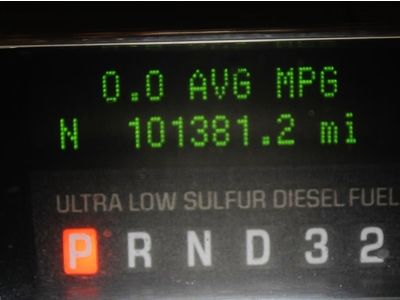 0.0 AVG MPG
N 101381.2 mi
ULTRA LOW SULFUR DIESEL FUEL
P R N D 3 2